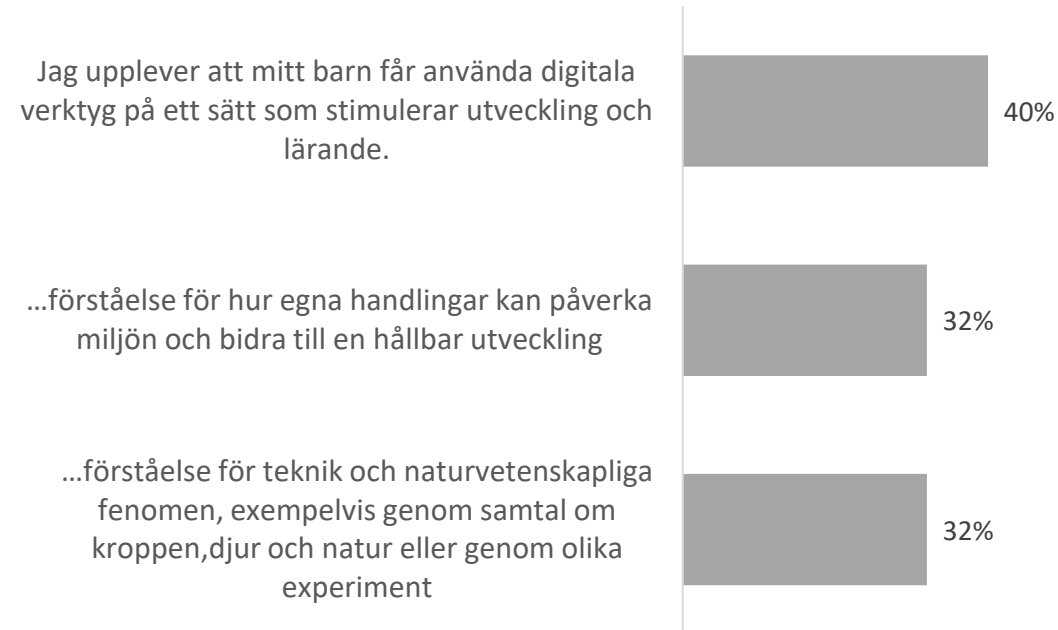 Jag upplever att mitt barn får använda digitala
verktyg på ett sätt som stimulerar utveckling och
lärande.
40%
…förståelse för hur egna handlingar kan påverka
miljön och bidra till en hållbar utveckling
32%
…förståelse för teknik och naturvetenskapliga
fenomen, exempelvis genom samtal om
kroppen,djur och natur eller genom olika
experiment
32%